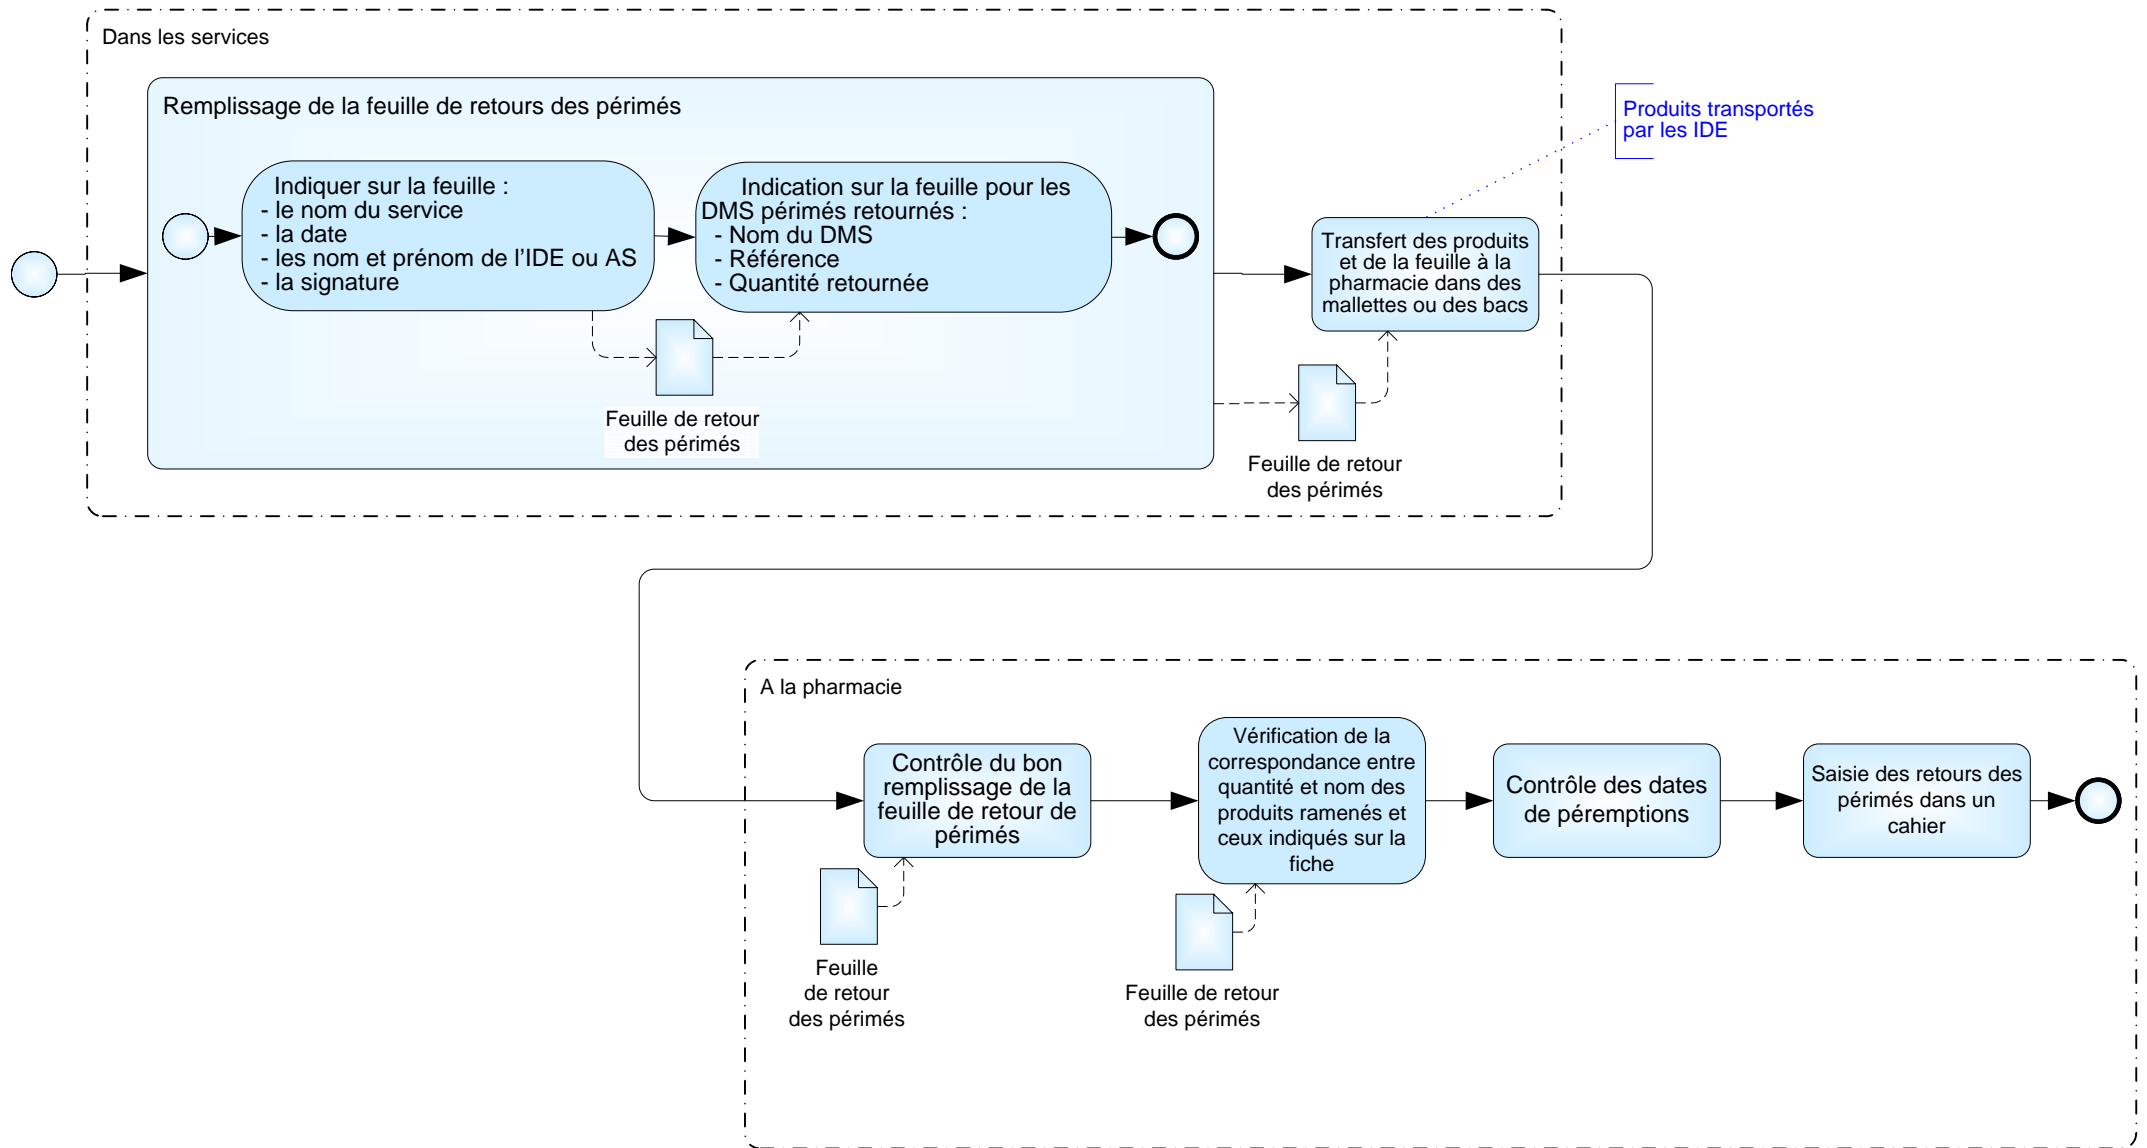 Dans les services
Remplissage de la feuille de retours des périmés
Indiquer sur la feuille :
- le nom du service
- la date
- les nom et prénom de l'IDE ou AS
- la signature
Indication sur la feuille pour les
DMS périmés retournés :
- Nom du DMS
- Référence
- Quantité retournée
Feuille de retour
des périmés
Produits transportés
par les IDE
Transfert des produits
et de la feuille à la
pharmacie dans des
mallettes ou des bacs
Feuille de retour
des périmés
A la pharmacie
Contrôle du bon
remplissage de la
feuille de retour de
périmés
Feuille
de retour
des périmés
Vérification de la
correspondance entre
quantité et nom des
produits ramenés et
ceux indiqués sur la
fiche
Feuille de retour
des périmés
Contrôle des dates
de péremptions
Saisie des retours des
périmés dans un
cahier